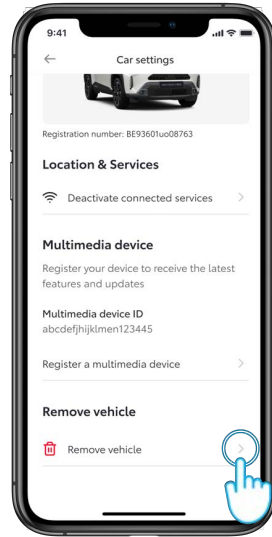 9:41
Car settings
Registration number: BE93601uo08763
Location & Services
Deactivate connected services
Multimedia device
Register your device to receive the latest
features and updates
Multimedia device ID
abcdefjhijklmen123445
Register a multimedia device
Remove vehicle
Remove vehicle